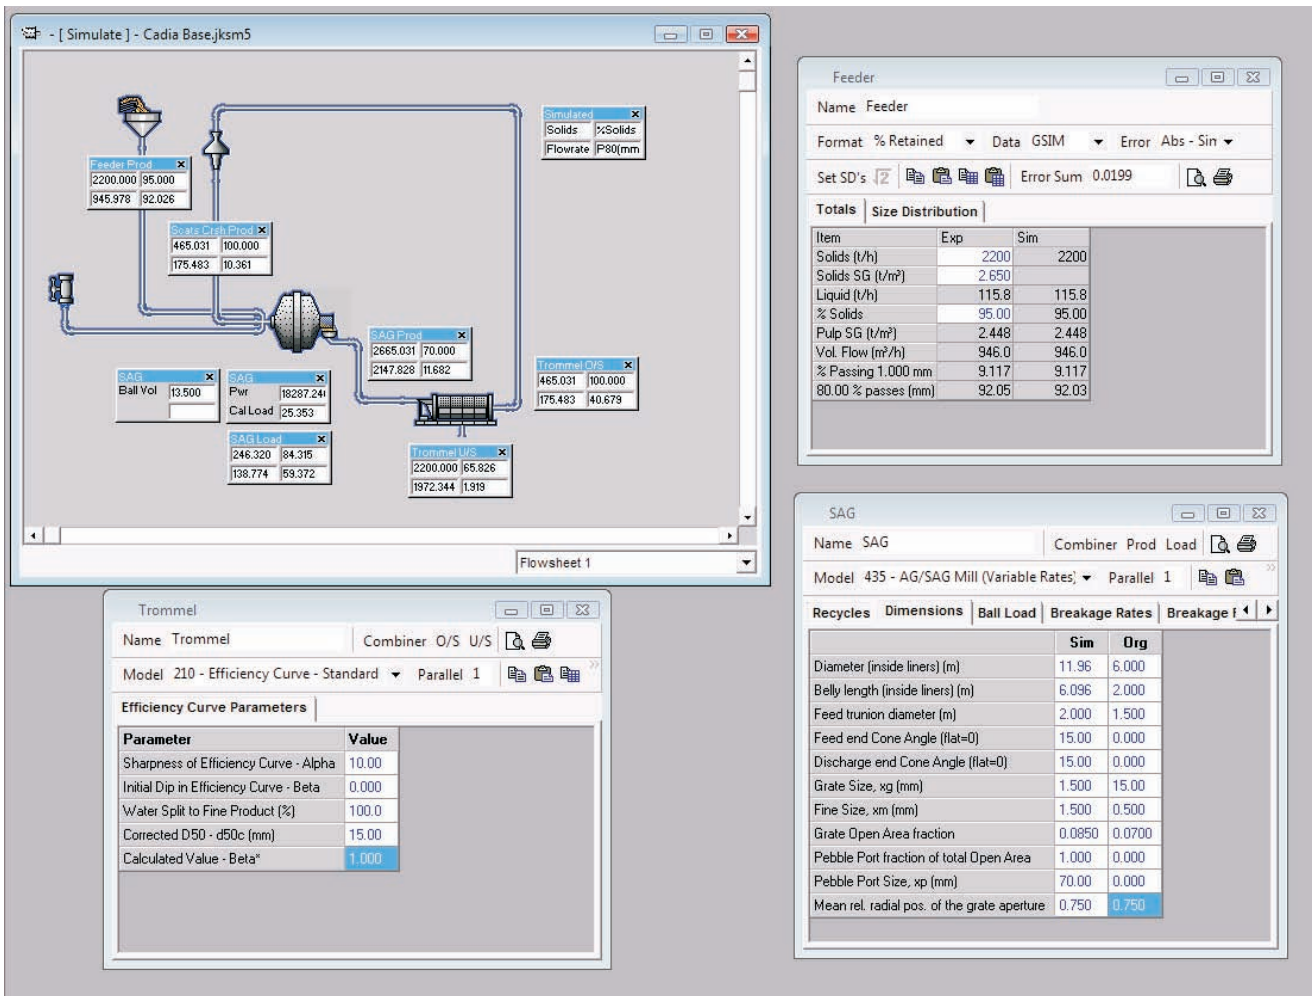 - [ Simulate ] - Cadia Base.jksm5
Simulated
Solids %Solids
Flowrate P80(mm
Feeder Prod
2200.000 95.000
945.978 92.026
Scats Crsh Prod
465.031 100.000
175.483 10.361
SAG Prod
2665.031 70.000
2147.828 11.682
Trommel O/S
465.031 100.000
175.483 40.679
SAG
Ball Vol 13.500
SAG
Pwr 18287.24
Cal Load 25.353
SAG Load
246.320 84.315
138.774 59.372
Trommel U/S
2200.000 65.826
1972.344 1.919
Flowsheet 1
Feeder
Name Feeder
Format % Retained Data GSIM Error Abs - Sin
Set SD's √2 Error Sum 0.0199
Totals Size Distribution
Item Exp Sim
Solids (t/h) 2200 2200
Solids SG (t/m³) 2.650
Liquid (t/h) 115.8 115.8
% Solids 95.00 95.00
Pulp SG (t/m³) 2.448 2.448
Vol. Flow (m³/h) 946.0 946.0
% Passing 1.000 mm 9.117 9.117
80.00 % passes (mm) 92.05 92.03
Trommel
Name Trommel Combiner O/S U/S
Model 210 - Efficiency Curve - Standard Parallel 1
Efficiency Curve Parameters
Parameter Value
Sharpness of Efficiency Curve - Alpha 10.00
Initial Dip in Efficiency Curve - Beta 0.000
Water Split to Fine Product (%) 100.0
Corrected D50 - d50c (mm) 15.00
Calculated Value - Beta* 1.000
SAG
Name SAG Combiner Prod Load
Model 435 - AG/SAG Mill (Variable Rates) Parallel 1
Recycles Dimensions Ball Load Breakage Rates Breakage F
Sim Org
Diameter (inside liners) (m) 11.96 6.000
Belly length (inside liners) (m) 6.096 2.000
Feed trunion diameter (m) 2.000 1.500
Feed end Cone Angle (flat=0) 15.00 0.000
Discharge end Cone Angle (flat=0) 15.00 0.000
Grate Size, xg (mm) 1.500 15.00
Fine Size, xm (mm) 1.500 0.500
Grate Open Area fraction 0.0850 0.0700
Pebble Port fraction of total Open Area 1.000 0.000
Pebble Port Size, xp (mm) 70.00 0.000
Mean rel. radial pos. of the grate aperture 0.750 0.750